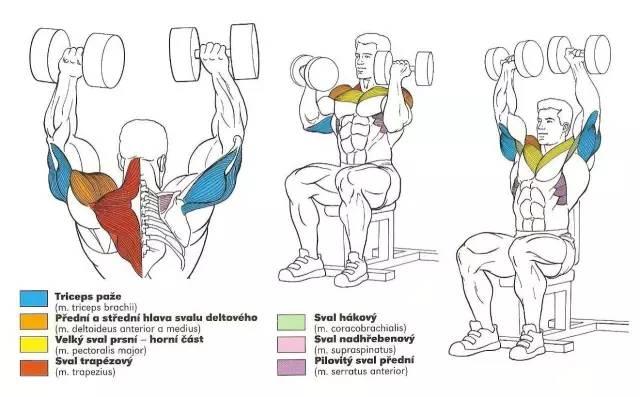 Triceps paže
(m. triceps brachii)
Přední a střední hlava svalu deltového
(m. deltoideus anterior a medius)
Velký sval prsní – horní část
(m. pectoralis major)
Sval trapézový
(m. trapezius)
Sval hákový
(m. coracobrachialis)
Sval nadhřebenový
(m. supraspinatus)
Pilovitý sval přední
(m. serratus anterior)